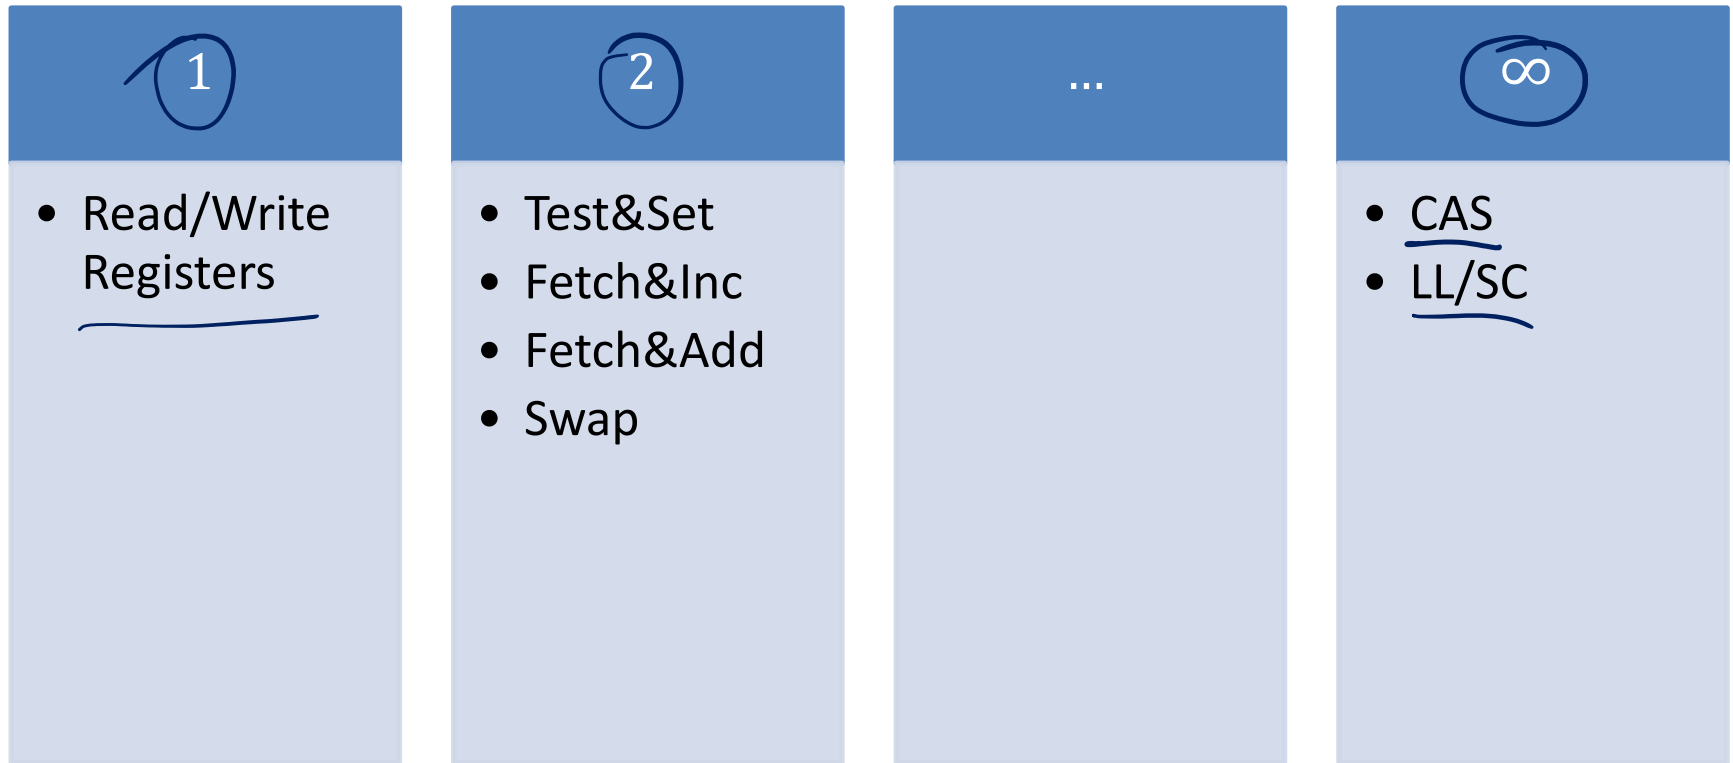 1
• Read/Write
Registers
2
• Test&Set
• Fetch&Inc
• Fetch&Add
• Swap
...
∞
• CAS
• LL/SC